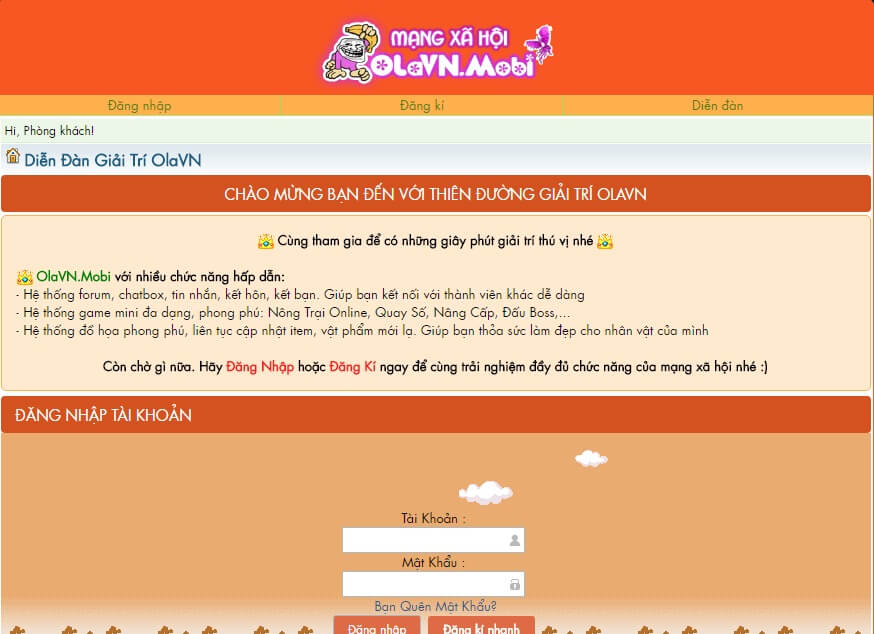 MẠNG XÃ HỘI
OLaVN.Mobi
Đăng nhập Đăng kí Diễn đàn
Hi, Phòng khách!
Diễn Đàn Giải Trí OlaVN
CHÀO MỪNG BẠN ĐẾN VỚI THIÊN ĐƯỜNG GIẢI TRÍ OLAVN
Cùng tham gia để có những giây phút giải trí thú vị nhé
OlaVN.Mobi với nhiều chức năng hấp dẫn:
- Hệ thống forum, chatbox, tin nhắn, kết hôn, kết bạn. Giúp bạn kết nối với thành viên khác dễ dàng
- Hệ thống game mini đa dạng, phong phú: Nông Trại Online, Quay Số, Nâng Cấp, Đấu Boss,...
- Hệ thống đồ họa phong phú, liên tục cập nhật item, vật phẩm mới lạ. Giúp bạn thỏa sức làm đẹp cho nhân vật của mình
Còn chờ gì nữa. Hãy Đăng Nhập hoặc Đăng Kí ngay để cùng trải nghiệm đầy đủ chức năng của mạng xã hội nhé :)
ĐĂNG NHẬP TÀI KHOẢN
Tài Khoản :
Mật Khẩu :
Bạn Quên Mật Khẩu?
Đăng nhập Đăng kí nhanh